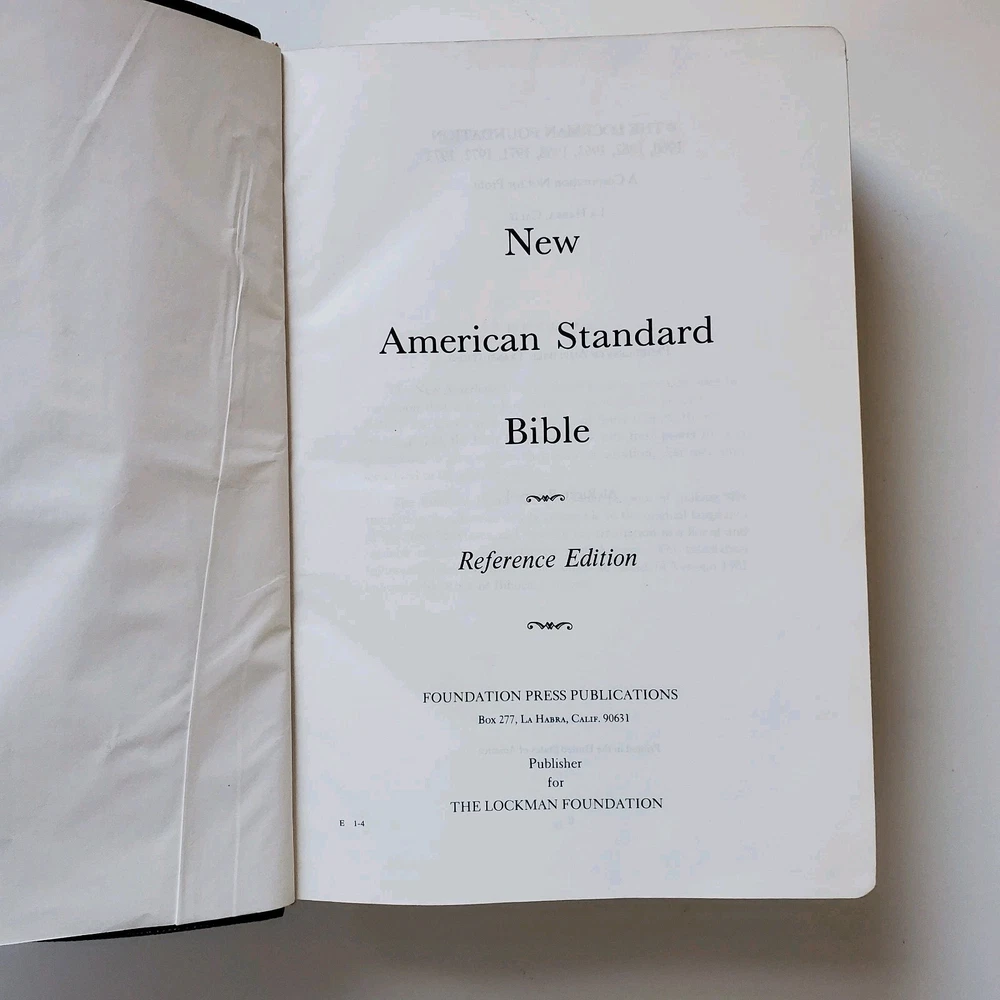 New
American Standard
Bible
Reference Edition
FOUNDATION PRESS PUBLICATIONS
Box 277, La Habra, Calif. 90631
Publisher
for
THE LOCKMAN FOUNDATION
E 1-4